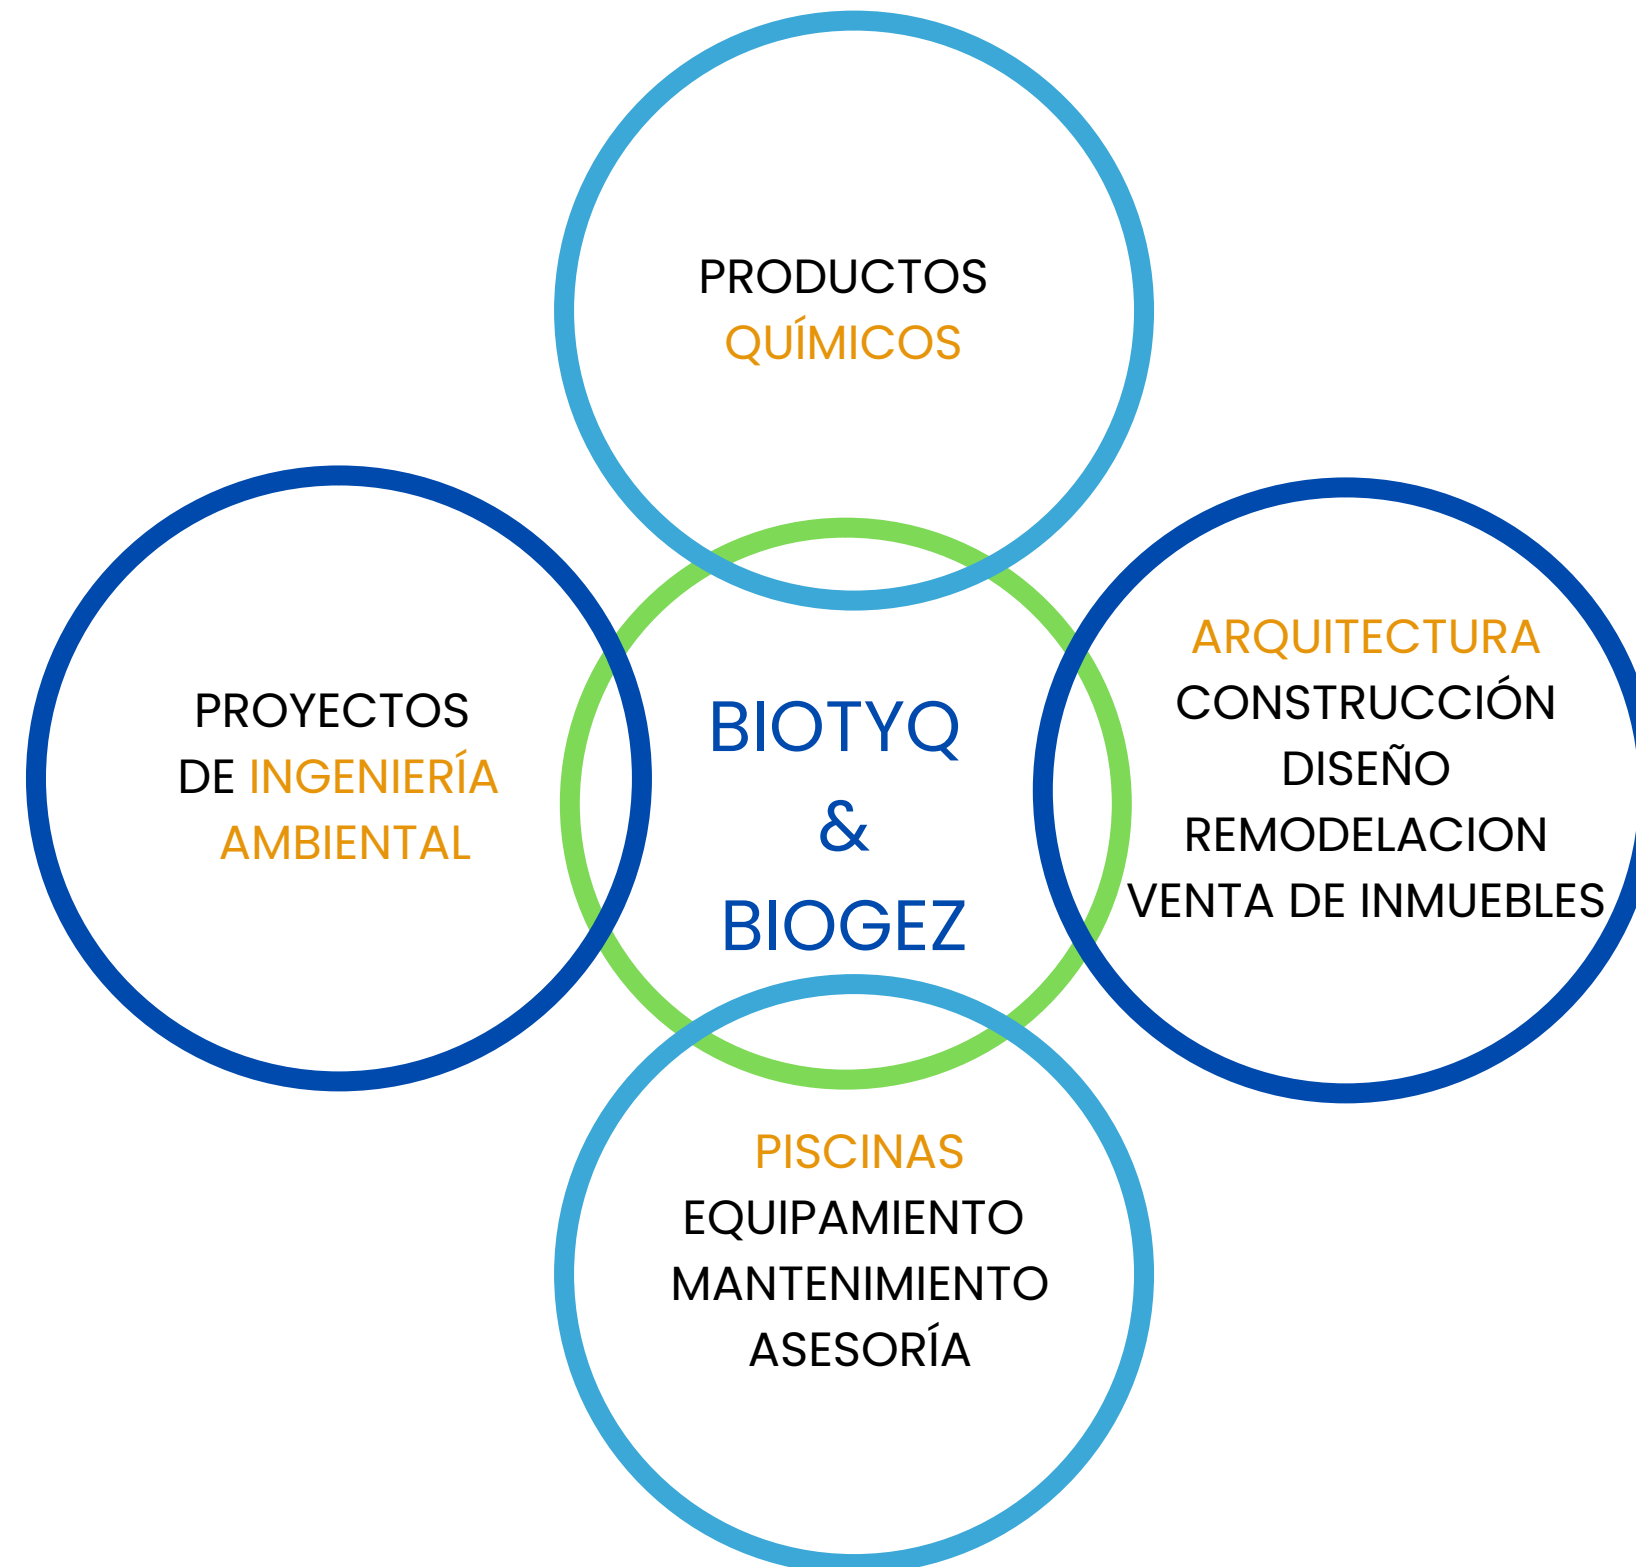 PRODUCTOS
QUÍMICOS
PROYECTOS
DE INGENIERÍA
AMBIENTAL
BIOTYQ
&
BIOGEZ
ARQUITECTURA
CONSTRUCCIÓN
DISEÑO
REMODELACION
VENTA DE INMUEBLES
PISCINAS
EQUIPAMIENTO
MANTENIMIENTO
ASESORÍA